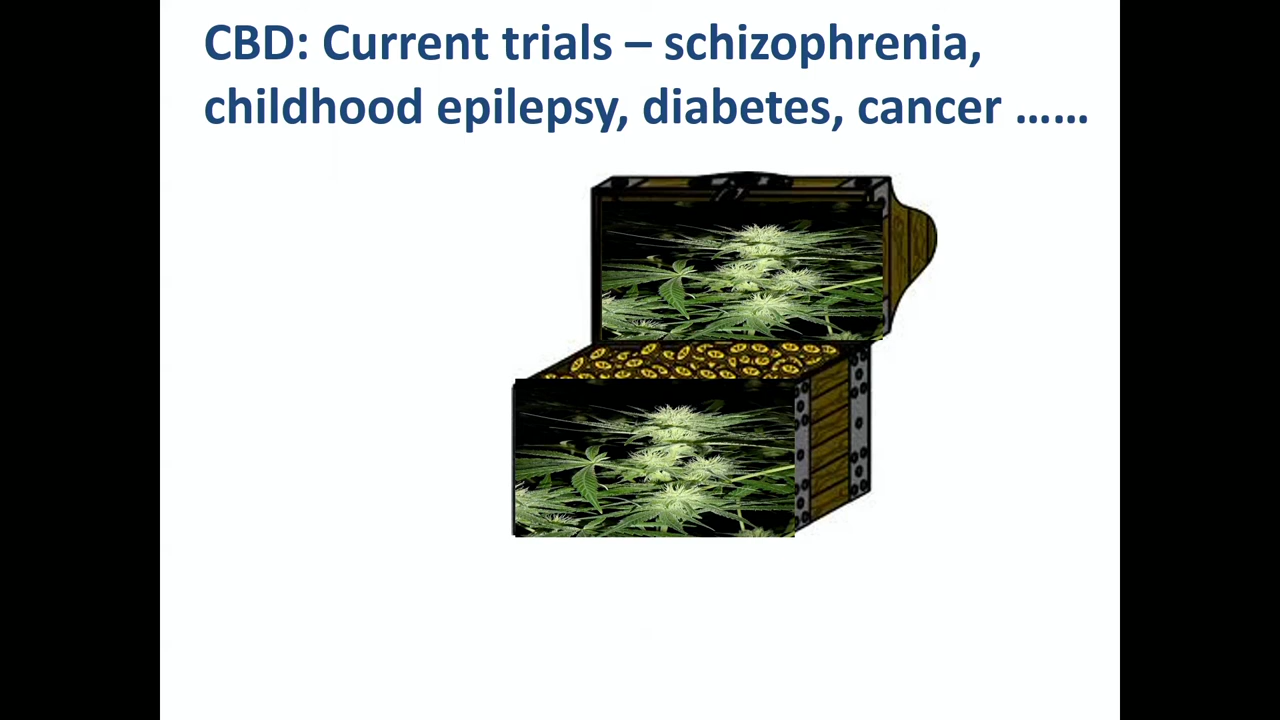 CBD: Current trials – schizophrenia,
childhood epilepsy, diabetes, cancer ……